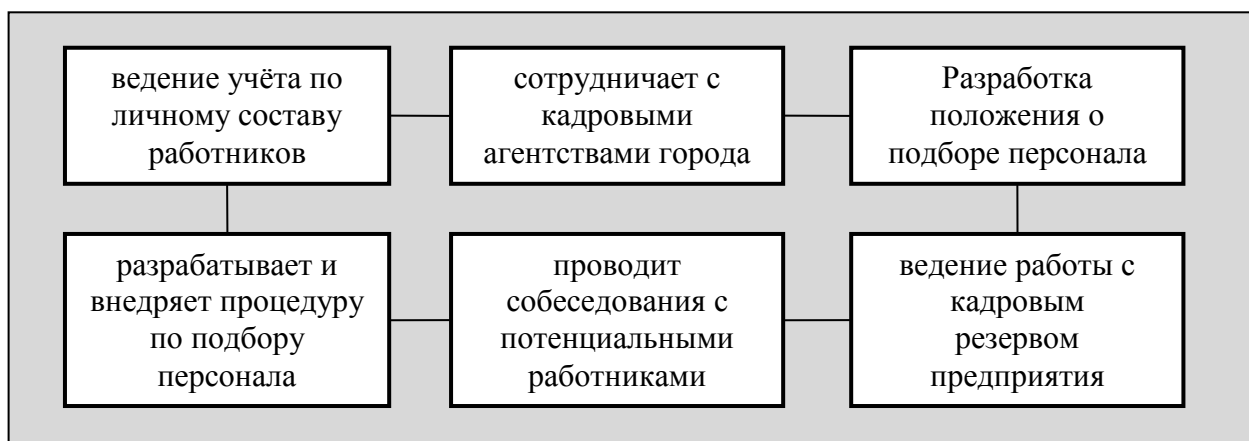 ведение учёта по
личному составу
работников
сотрудничает с
кадровыми
агентствами города
Разработка
положения о
подборе персонала
разрабатывает и
внедряет процедуру
по подбору
персонала
проводит
собеседования с
потенциальными
работниками
ведение работы с
кадровым
резервом
предприятия